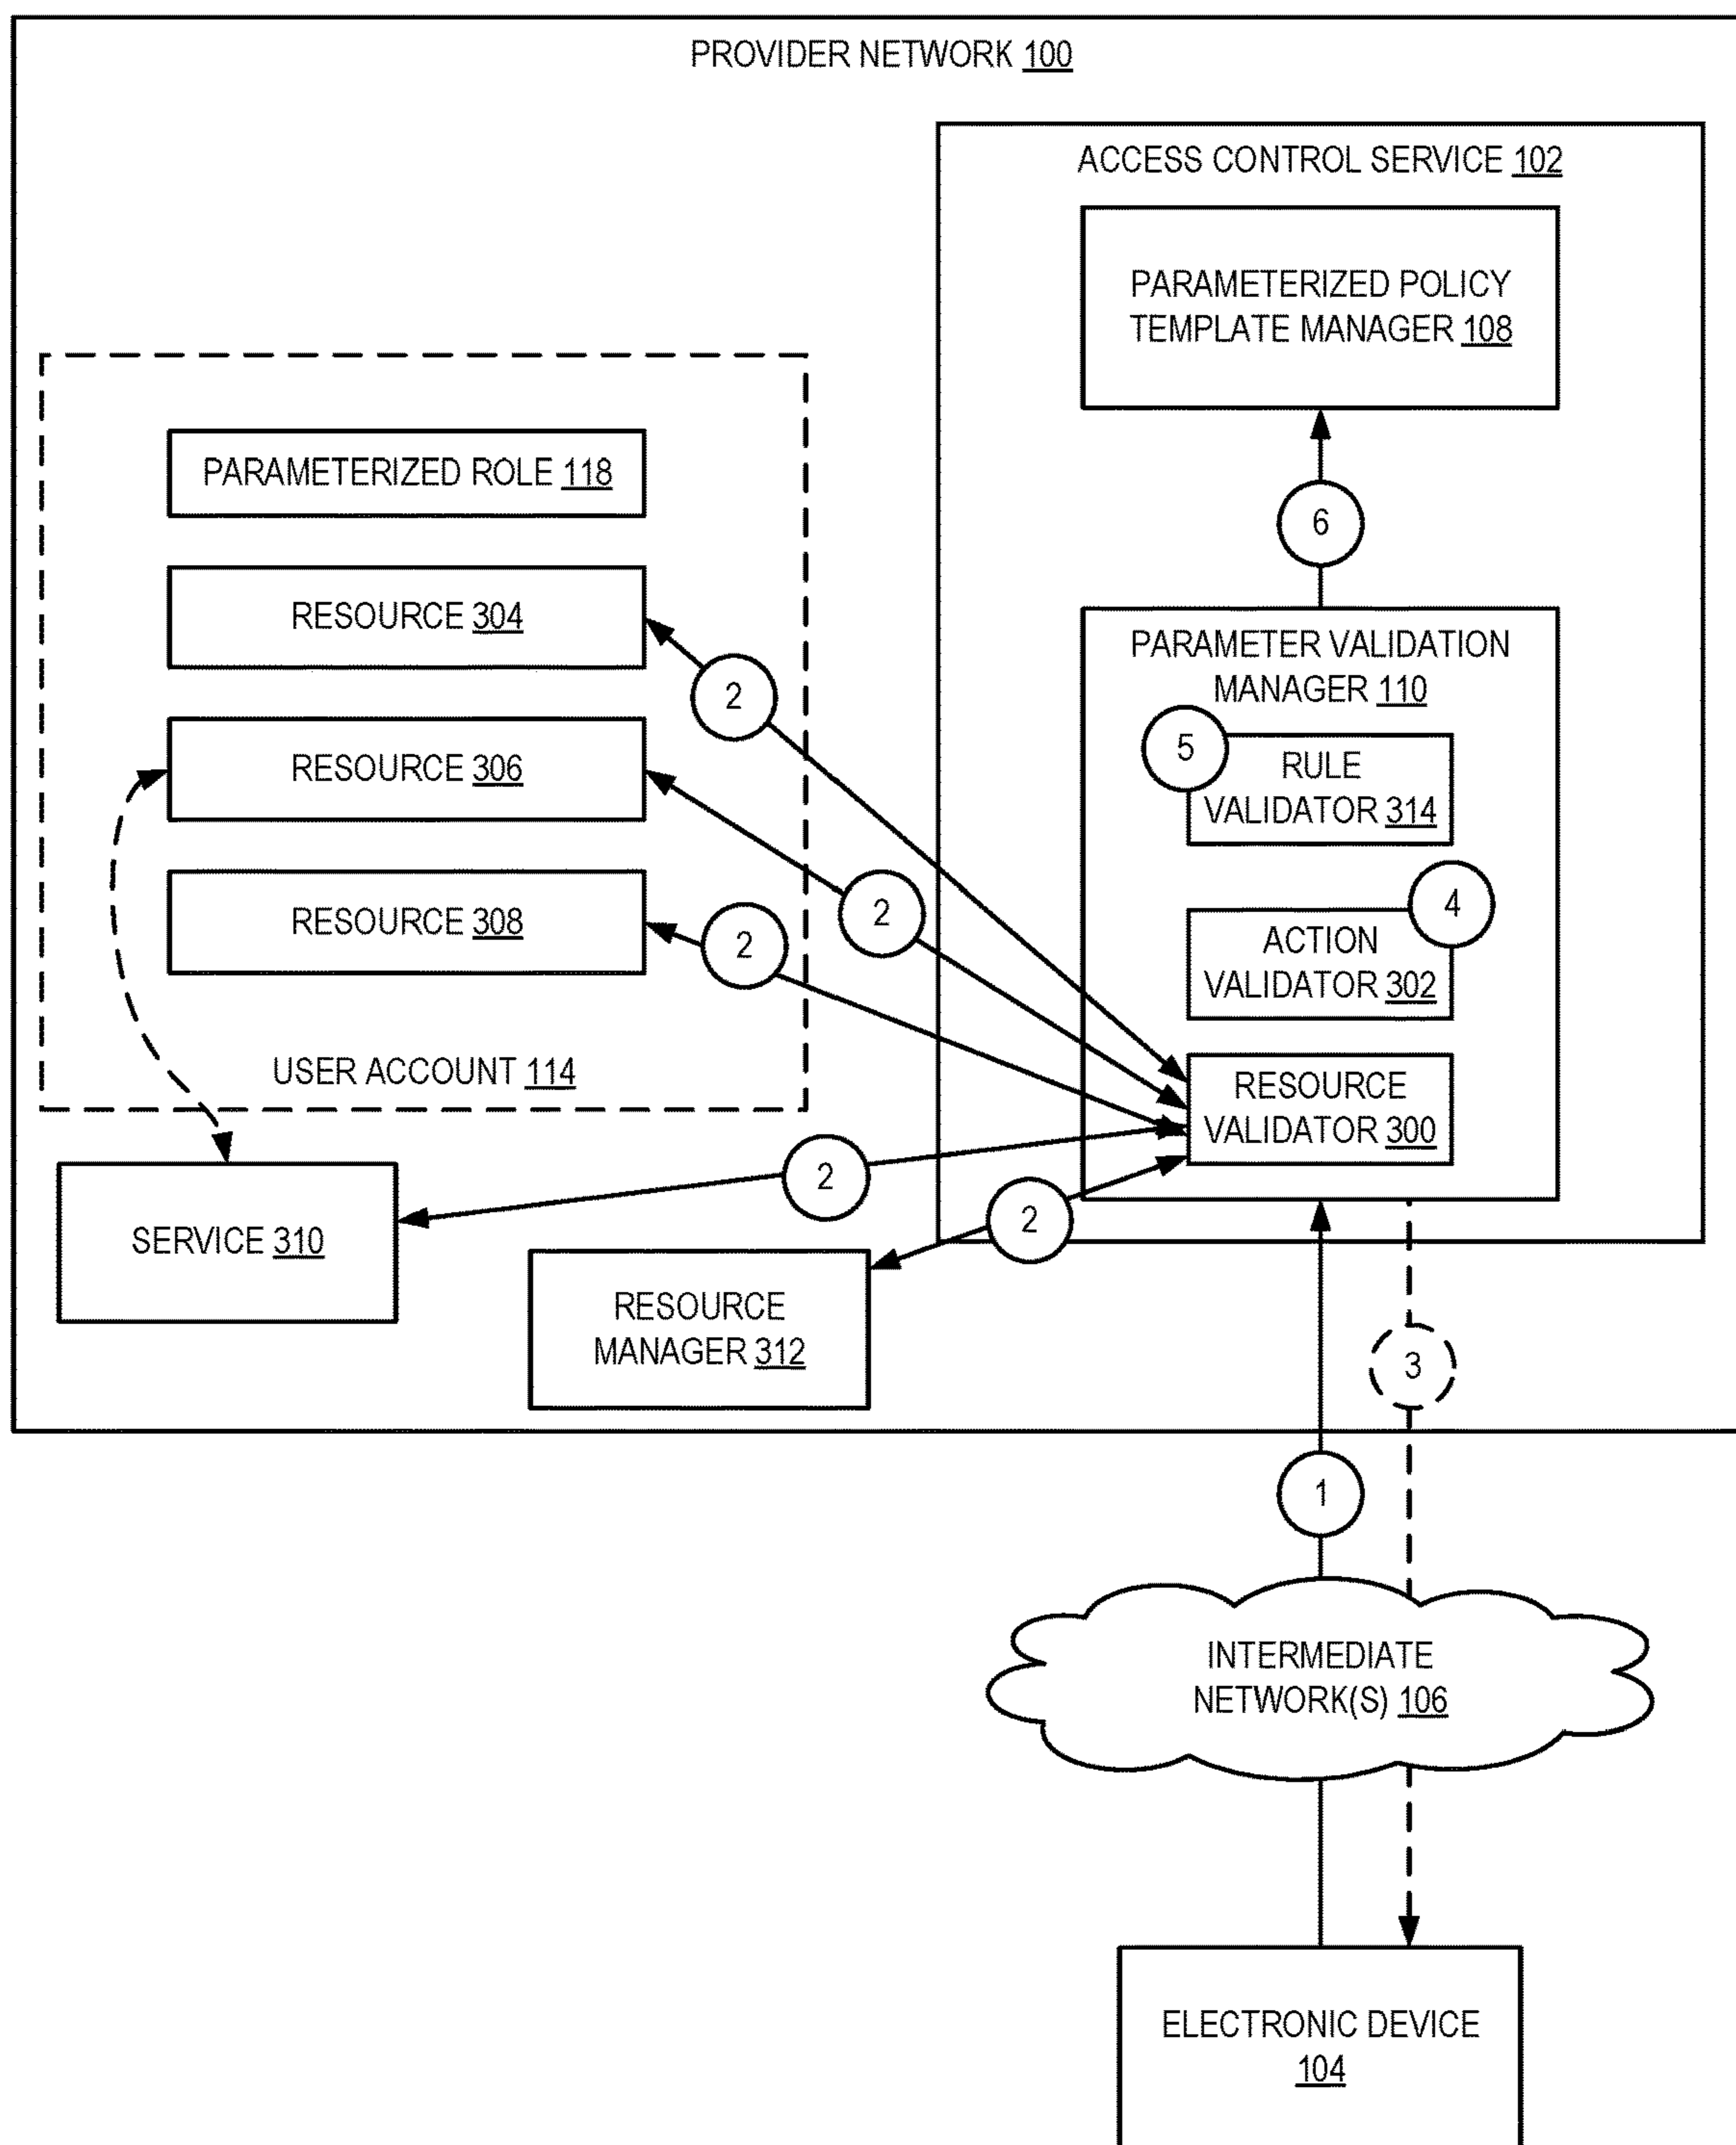 PROVIDER NETWORK 100
ACCESS CONTROL SERVICE 102
PARAMETERIZED POLICY
TEMPLATE MANAGER 108
6
PARAMETER VALIDATION
MANAGER 110
5
RULE
VALIDATOR 314
4
ACTION
VALIDATOR 302
RESOURCE
VALIDATOR 300
PARAMETERIZED ROLE 118
RESOURCE 304
2
RESOURCE 306
2
RESOURCE 308
2
USER ACCOUNT 114
2
SERVICE 310
2
RESOURCE
MANAGER 312
3
1
INTERMEDIATE
NETWORK(S) 106
ELECTRONIC DEVICE
104